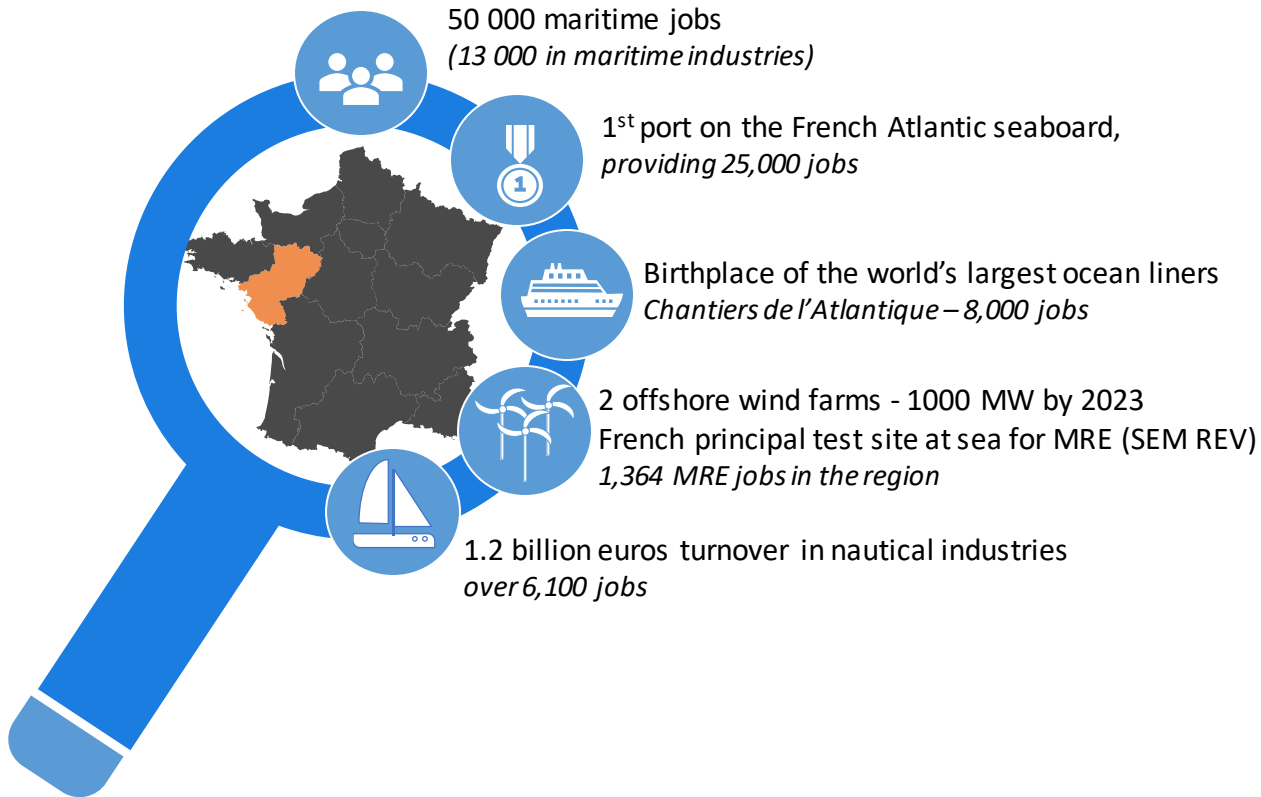 50 000 maritime jobs
(13 000 in maritime industries)
1st port on the French Atlantic seaboard,
providing 25,000 jobs
1
Birthplace of the world's largest ocean liners
Chantiers de l'Atlantique – 8,000 jobs
2 offshore wind farms - 1000 MW by 2023
French principal test site at sea for MRE (SEM REV)
1,364 MRE jobs in the region
1.2 billion euros turnover in nautical industries
over 6,100 jobs